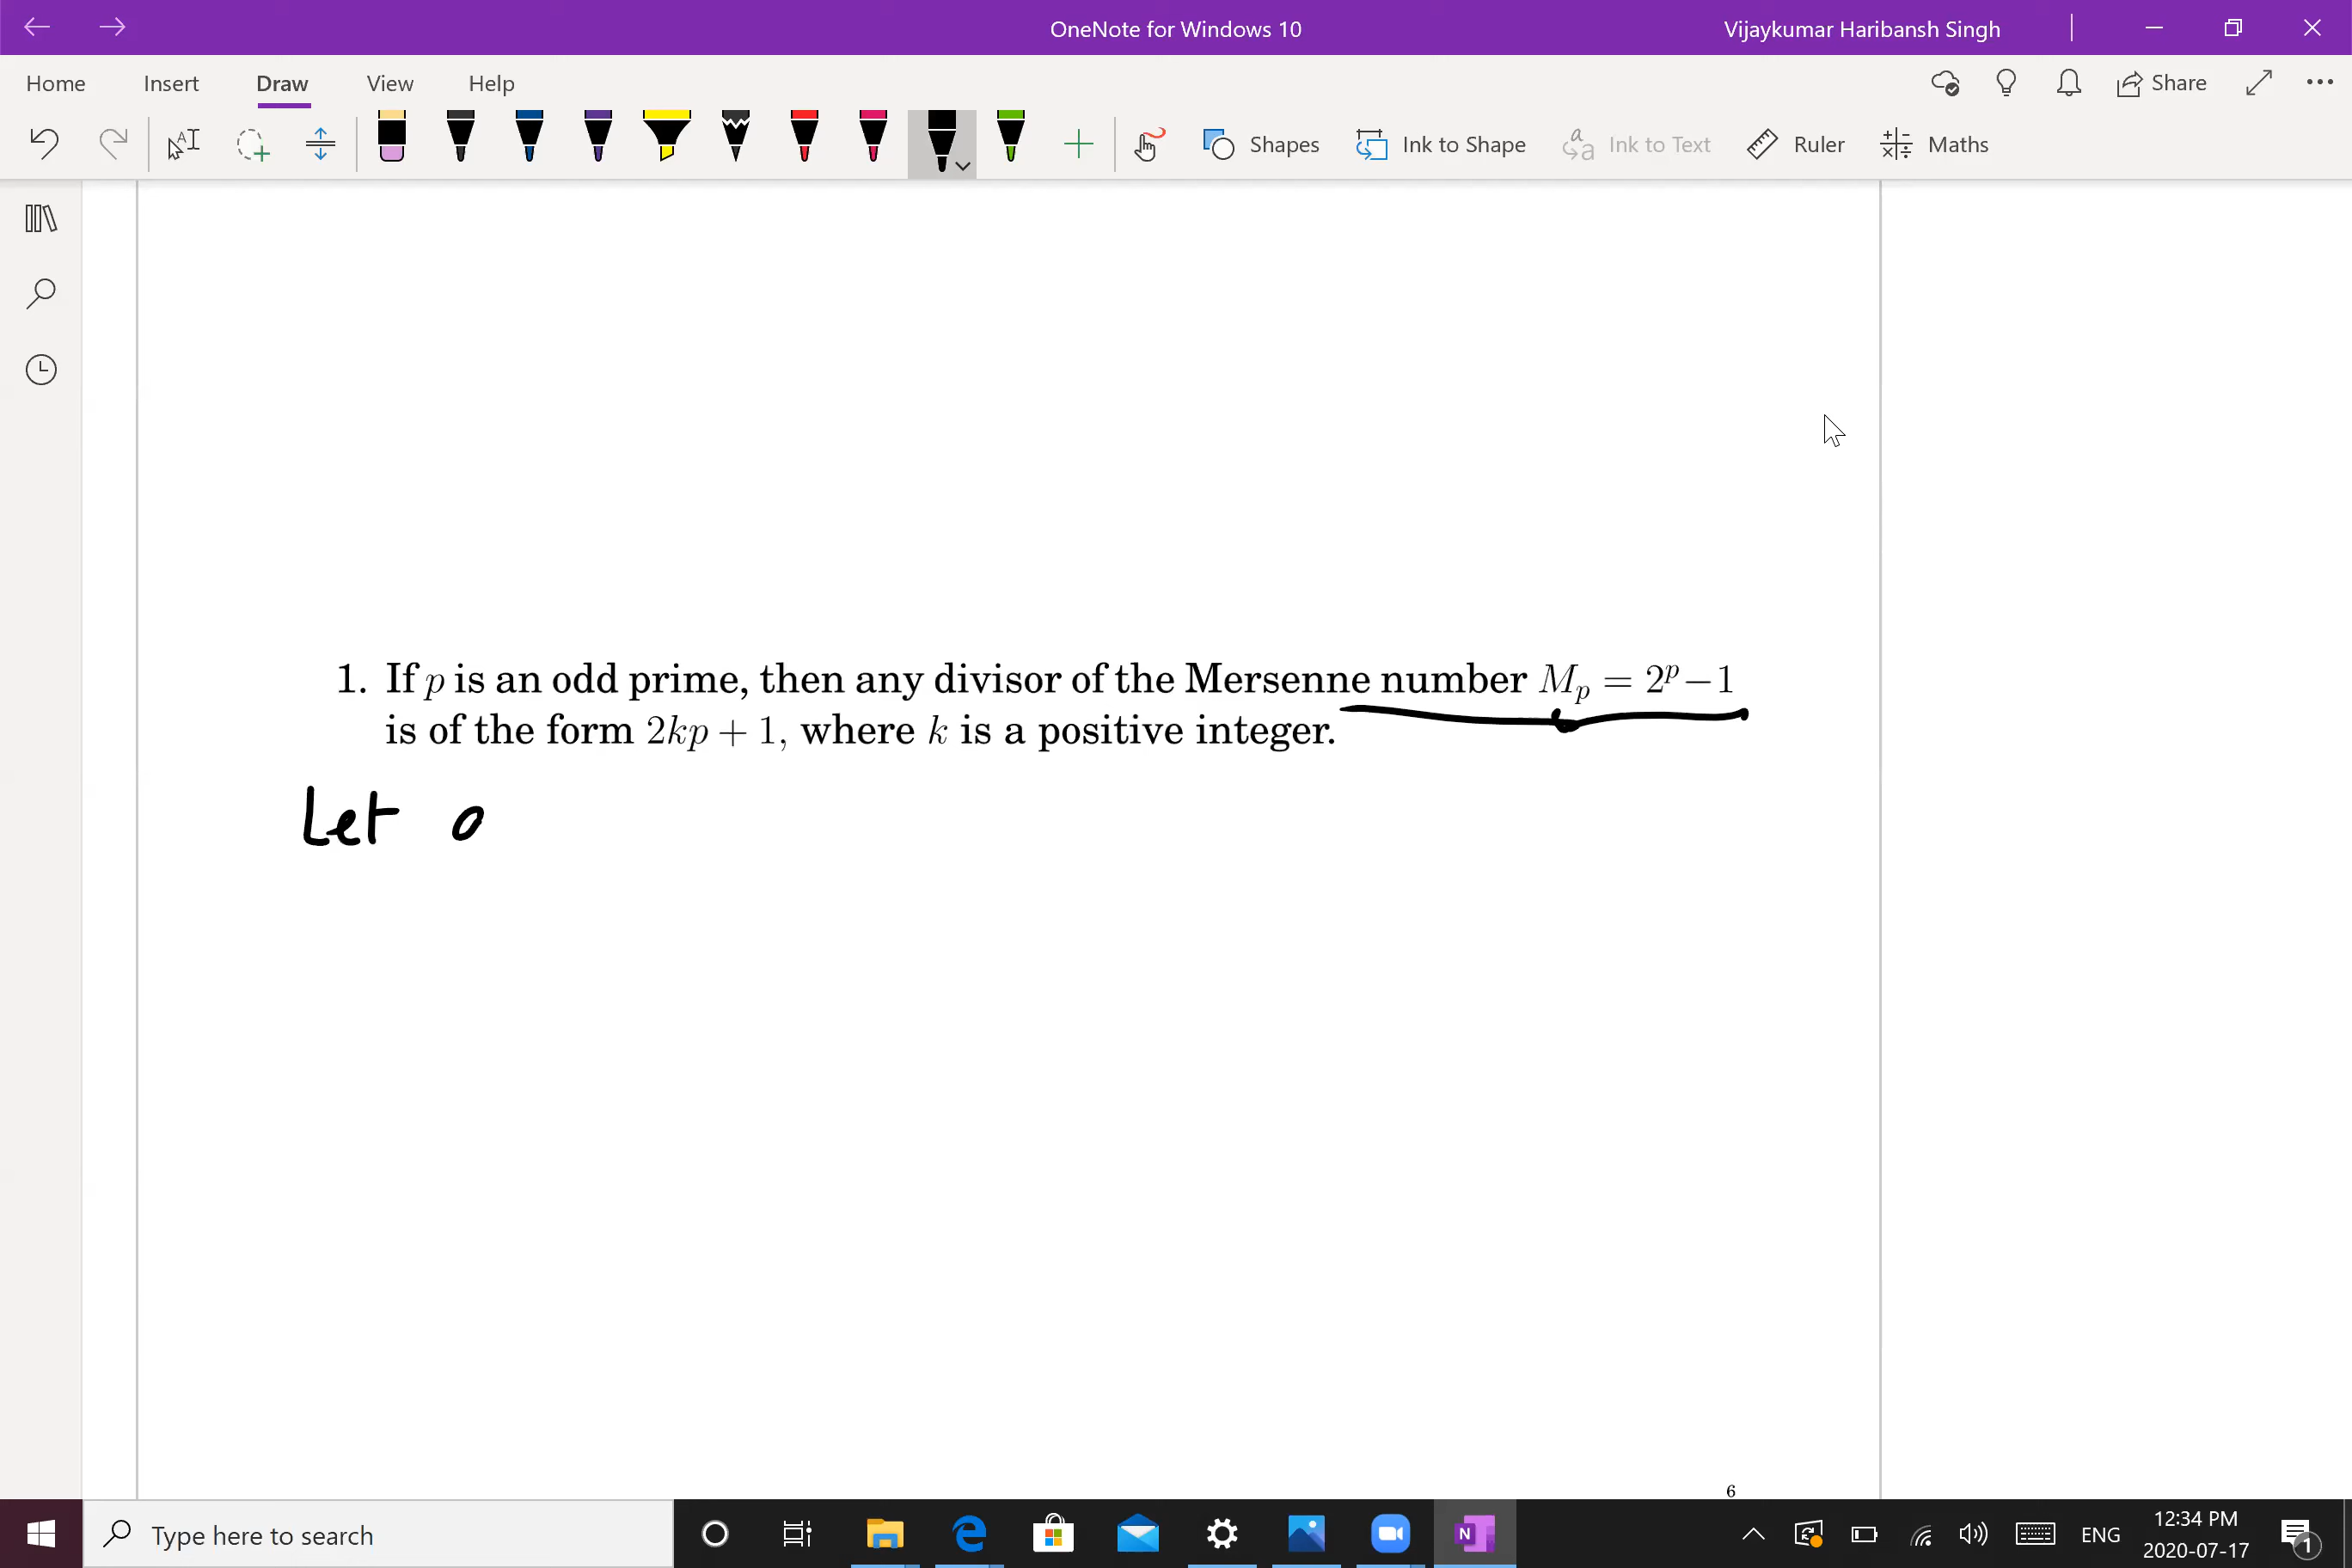 OneNote for Windows 10
Vijaykumar Haribansh Singh
Home Insert Draw View Help
Share
Shapes Ink to Shape Ink to Text Ruler Maths
1. If p is an odd prime, then any divisor of the Mersenne number Mₚ = 2ᵖ−1
is of the form 2kp + 1, where k is a positive integer.
Let
6
Type here to search
ENG
12:34 PM
2020-07-17
1